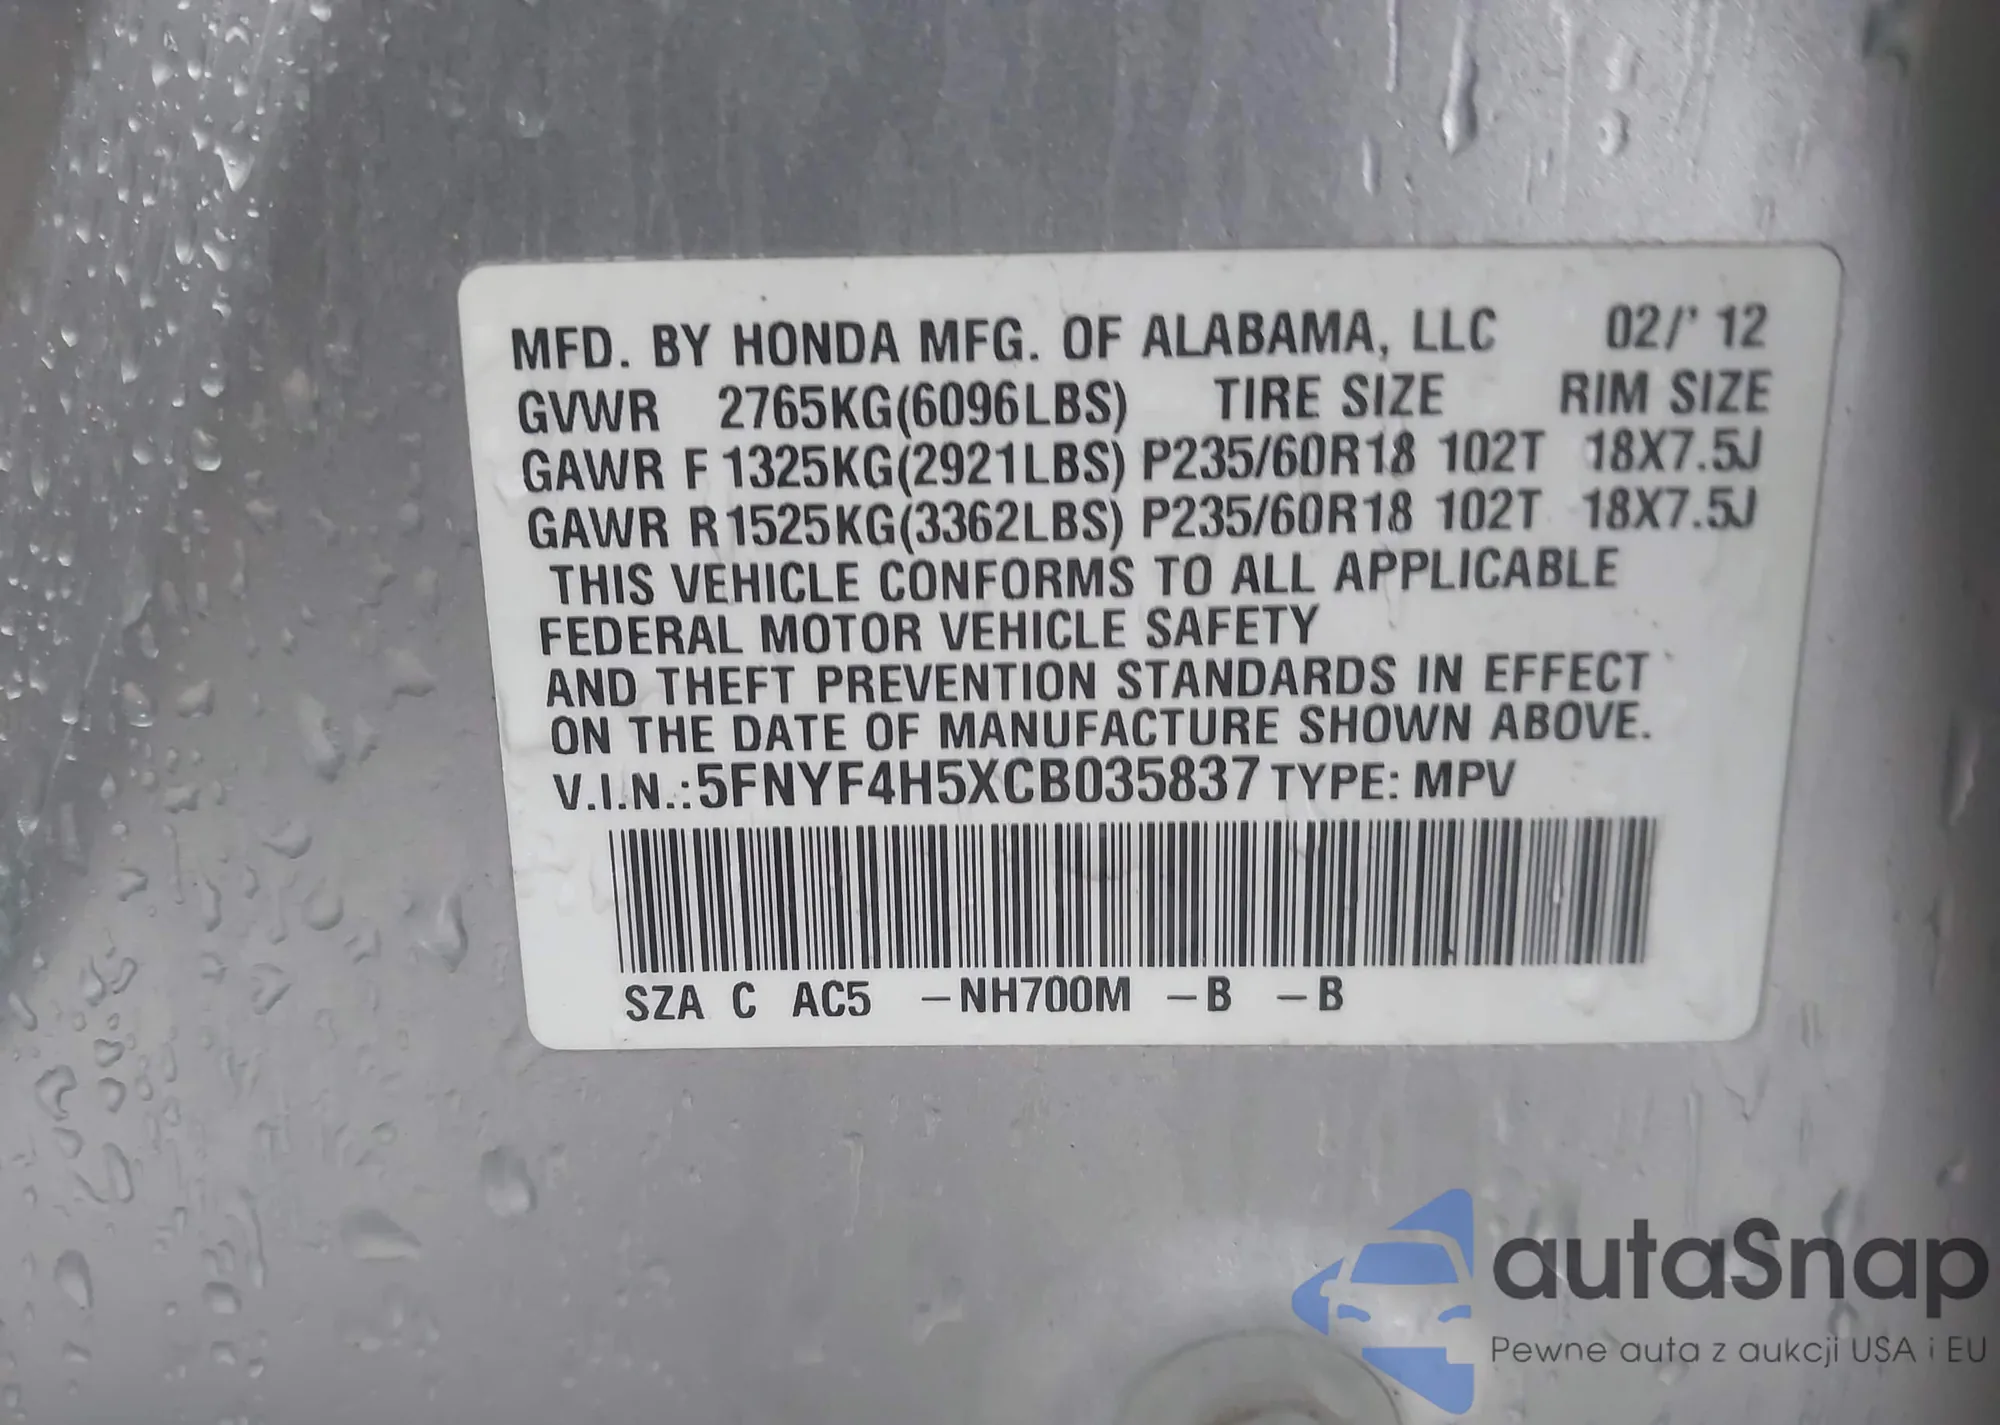 MFD. BY HONDA MFG. OF ALABAMA, LLC 02/' 12
GVWR 2765KG(6096LBS) TIRE SIZE RIM SIZE
GAWR F 1325KG(2921LBS) P235/60R18 102T 18X7.5J
GAWR R 1525KG(3362LBS) P235/60R18 102T 18X7.5J
THIS VEHICLE CONFORMS TO ALL APPLICABLE
FEDERAL MOTOR VEHICLE SAFETY
AND THEFT PREVENTION STANDARDS IN EFFECT
ON THE DATE OF MANUFACTURE SHOWN ABOVE.
V.I.N.:5FNYF4H5XCB035837 TYPE: MPV
SZA C AC5 -NH700M -B -B
autaSnap
Pewne auta z aukcji USA i EU